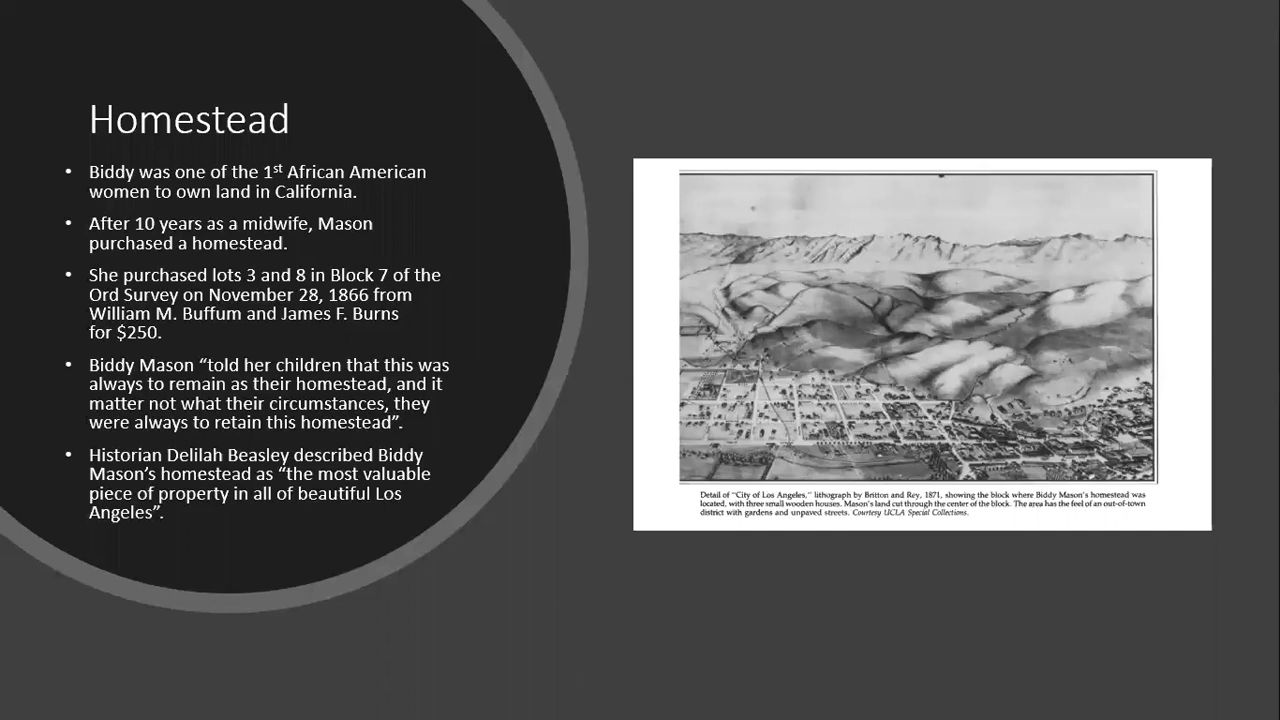 Homestead
• Biddy was one of the 1st African American
women to own land in California.
• After 10 years as a midwife, Mason
purchased a homestead.
• She purchased lots 3 and 8 in Block 7 of the
Ord Survey on November 28, 1866 from
William M. Buffum and James F. Burns
for $250.
• Biddy Mason “told her children that this was
always to remain as their homestead, and it
matter not what their circumstances, they
were always to retain this homestead”.
• Historian Delilah Beasley described Biddy
Mason’s homestead as “the most valuable
piece of property in all of beautiful Los
Angeles”.
Detail of “City of Los Angeles,” lithograph by Britton and Rey, 1871, showing the block where Biddy Mason's homestead was
located, with three small wooden houses. Mason's land cut through the center of the block. The area has the feel of an out-of-town
district with gardens and unpaved streets. Courtesy UCLA Special Collections.